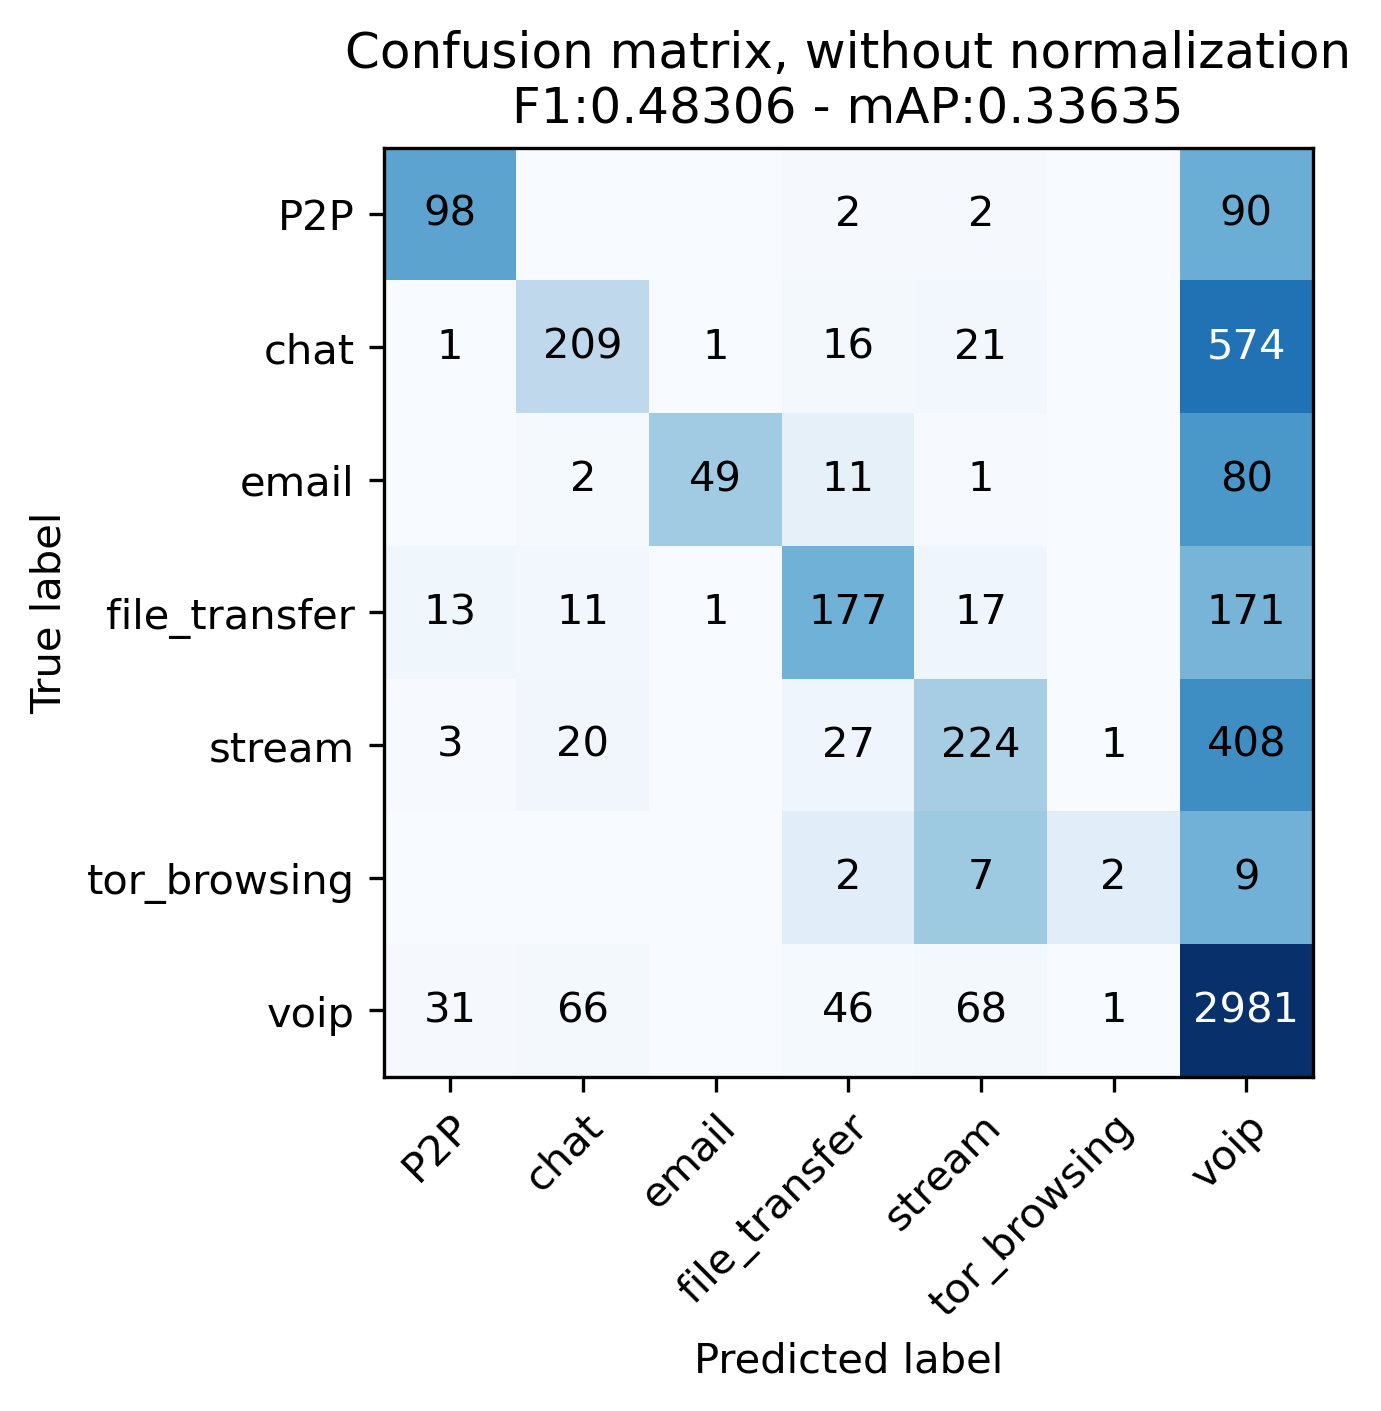 Confusion matrix, without normalization
F1:0.48306 - mAP:0.33635
True label
P2P 98 2 2 90
chat 1 209 1 16 21 574
email 2 49 11 1 80
file_transfer 13 11 1 177 17 171
stream 3 20 27 224 1 408
tor_browsing 2 7 2 9
voip 31 66 46 68 1 2981
P2P chat email file_transfer stream tor_browsing voip
Predicted label